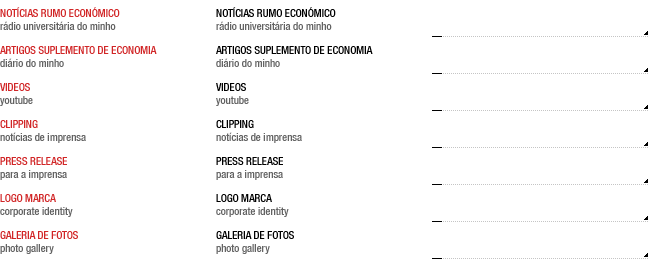 NOTÍCIAS RUMO ECONÓMICO
rádio universitária do minho
ARTIGOS SUPLEMENTO DE ECONOMIA
diário do minho
VIDEOS
youtube
CLIPPING
notícias de imprensa
PRESS RELEASE
para a imprensa
LOGO MARCA
corporate identity
GALERIA DE FOTOS
photo gallery
NOTÍCIAS RUMO ECONÓMICO
rádio universitária do minho
ARTIGOS SUPLEMENTO DE ECONOMIA
diário do minho
VIDEOS
youtube
CLIPPING
notícias de imprensa
PRESS RELEASE
para a imprensa
LOGO MARCA
corporate identity
GALERIA DE FOTOS
photo gallery